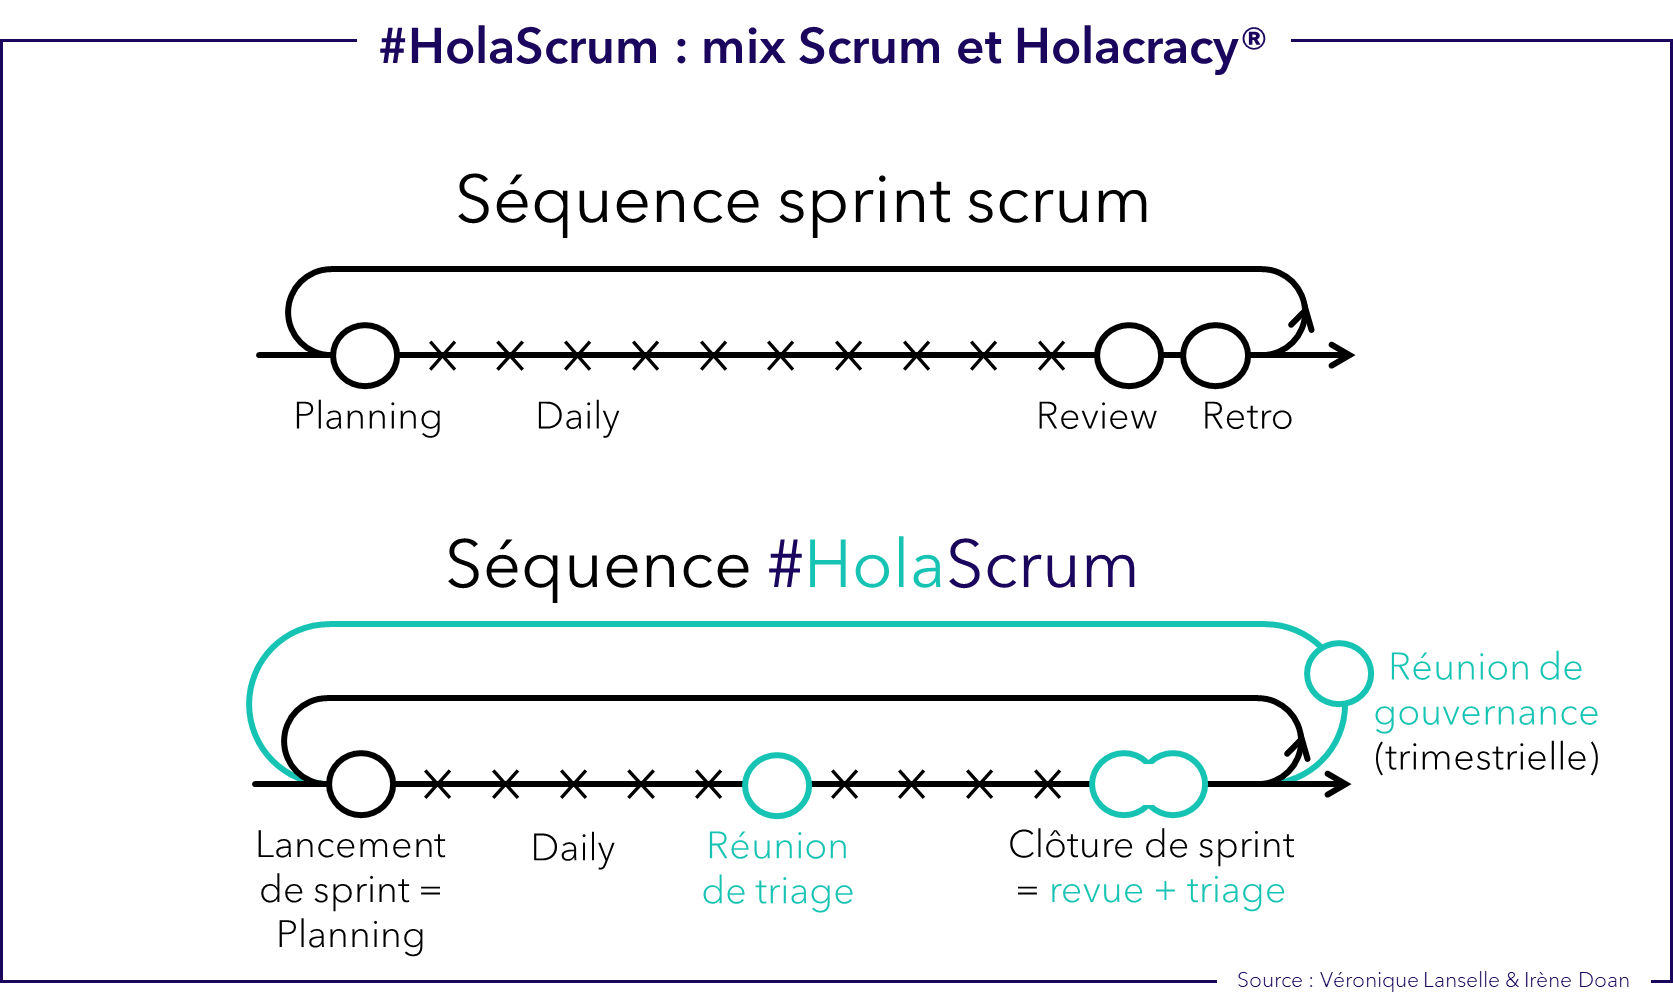 #HolaScrum : mix Scrum et Holacracy®
Séquence sprint scrum
Planning
Daily
Review
Retro
Séquence #HolaScrum
Réunion de
gouvernance
(trimestrielle)
Lancement
de sprint =
Planning
Daily
Réunion
de triage
Clôture de sprint
= revue + triage
Source : Véronique Lanselle & Irène Doan